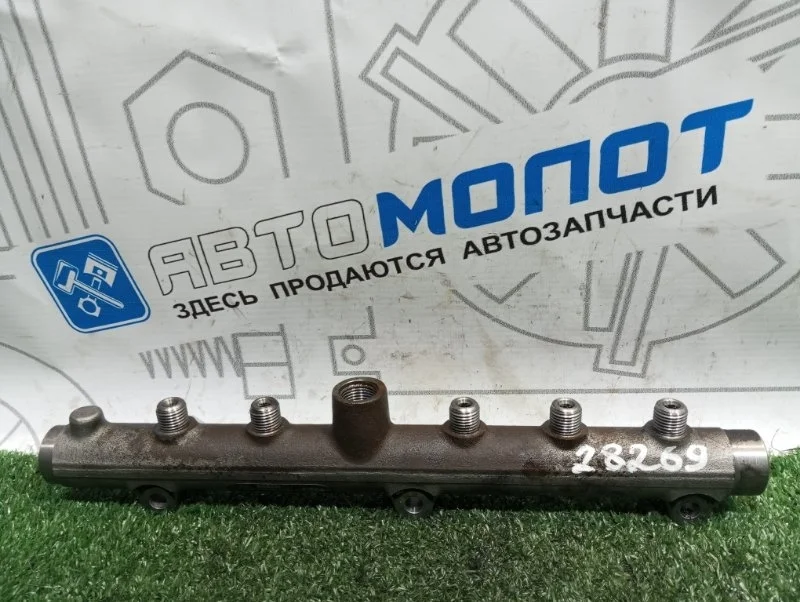 АВТОМОЛОТ
ЗДЕСЬ ПРОДАЮТСЯ АВТОЗАПЧАСТИ
28269